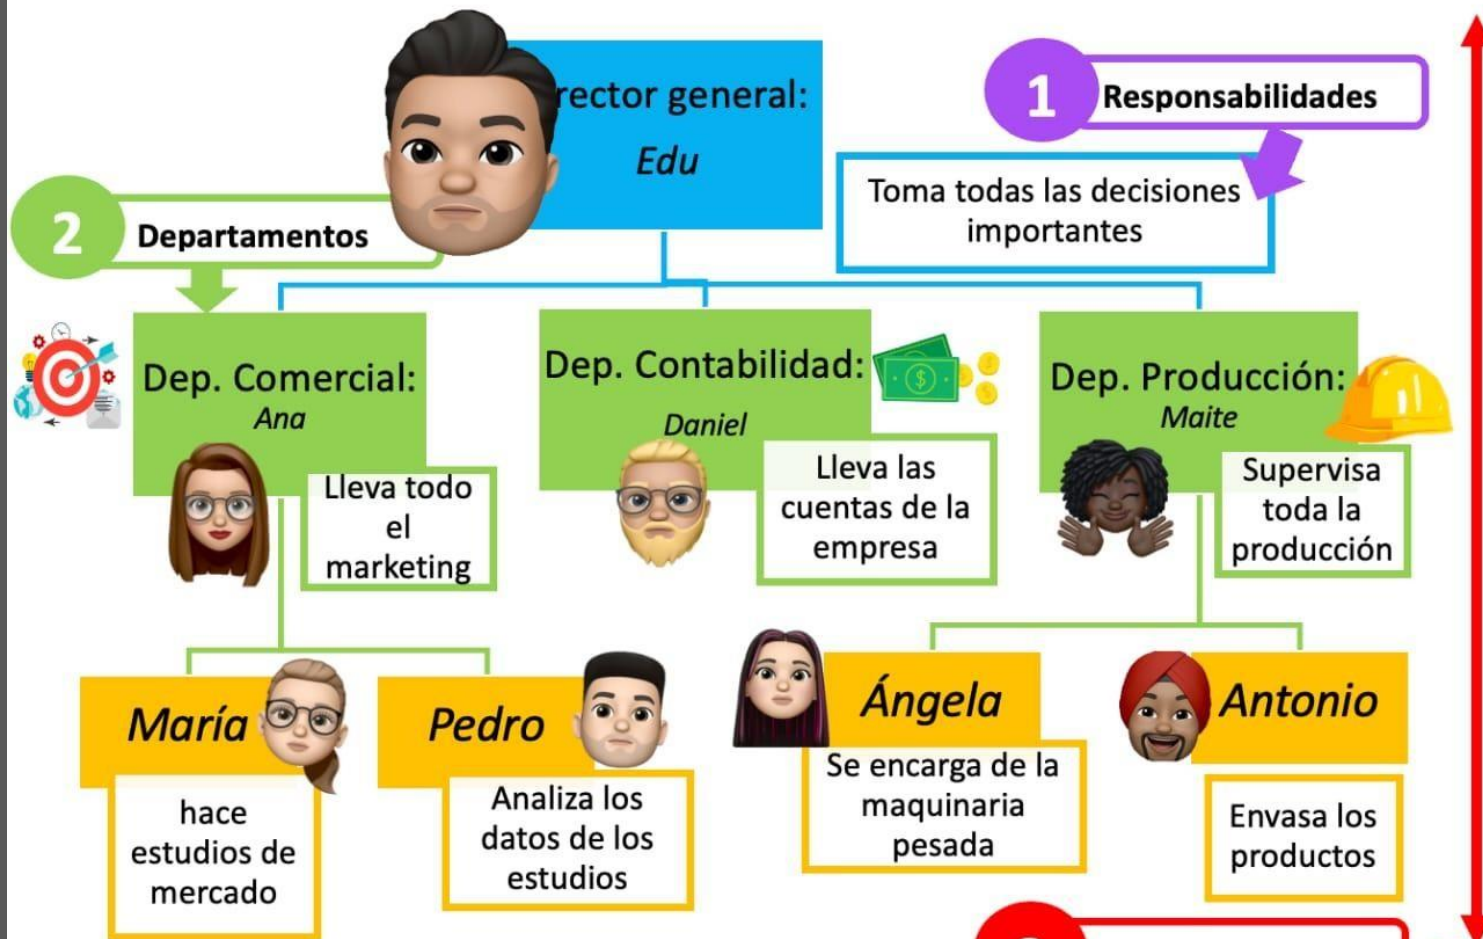 rector general:
Edu
1
Responsabilidades
Toma todas las decisiones
importantes
2
Departamentos
Dep. Comercial:
Ana
Lleva todo
el
marketing
Dep. Contabilidad:
Daniel
Lleva las
cuentas de la
empresa
Dep. Producción:
Maite
Supervisa
toda la
producción
María
hace
estudios de
mercado
Pedro
Analiza los
datos de los
estudios
Ángela
Se encarga de la
maquinaria
pesada
Antonio
Envasa los
productos